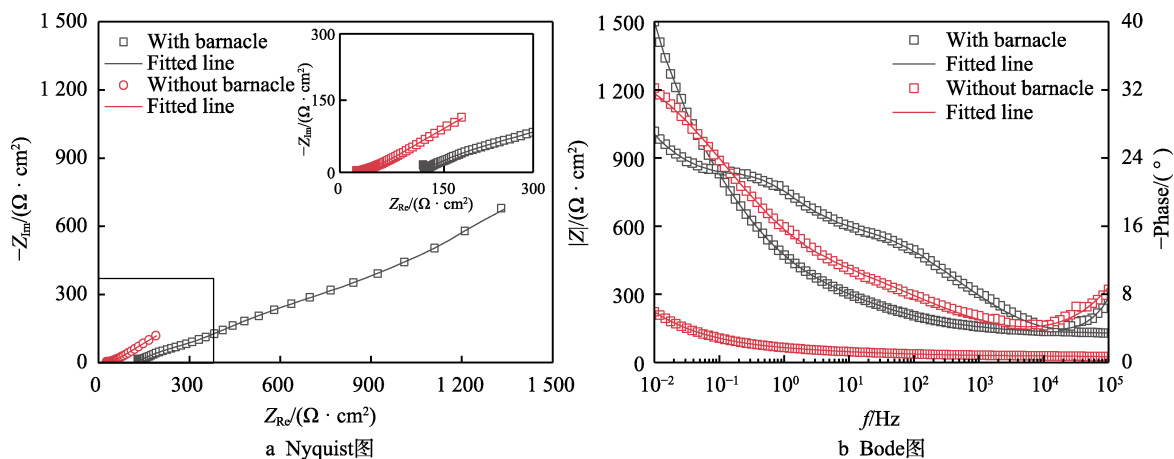 1 500
1 200
900
600
300
0
−Z_Im/(Ω · cm²)
With barnacle
Fitted line
Without barnacle
Fitted line
300
150
0
−Z_Im/(Ω · cm²)
150
300
Z_Re/(Ω · cm²)
0
300
600
900
1 200
1 500
Z_Re/(Ω · cm²)
a Nyquist图
1 500
1 200
900
600
300
0
|Z|/(Ω · cm²)
With barnacle
Fitted line
Without barnacle
Fitted line
40
32
24
16
8
0
−Phase/( ° )
10⁻²
10⁻¹
10⁰
10¹
10²
10³
10⁴
10⁵
f/Hz
b Bode图